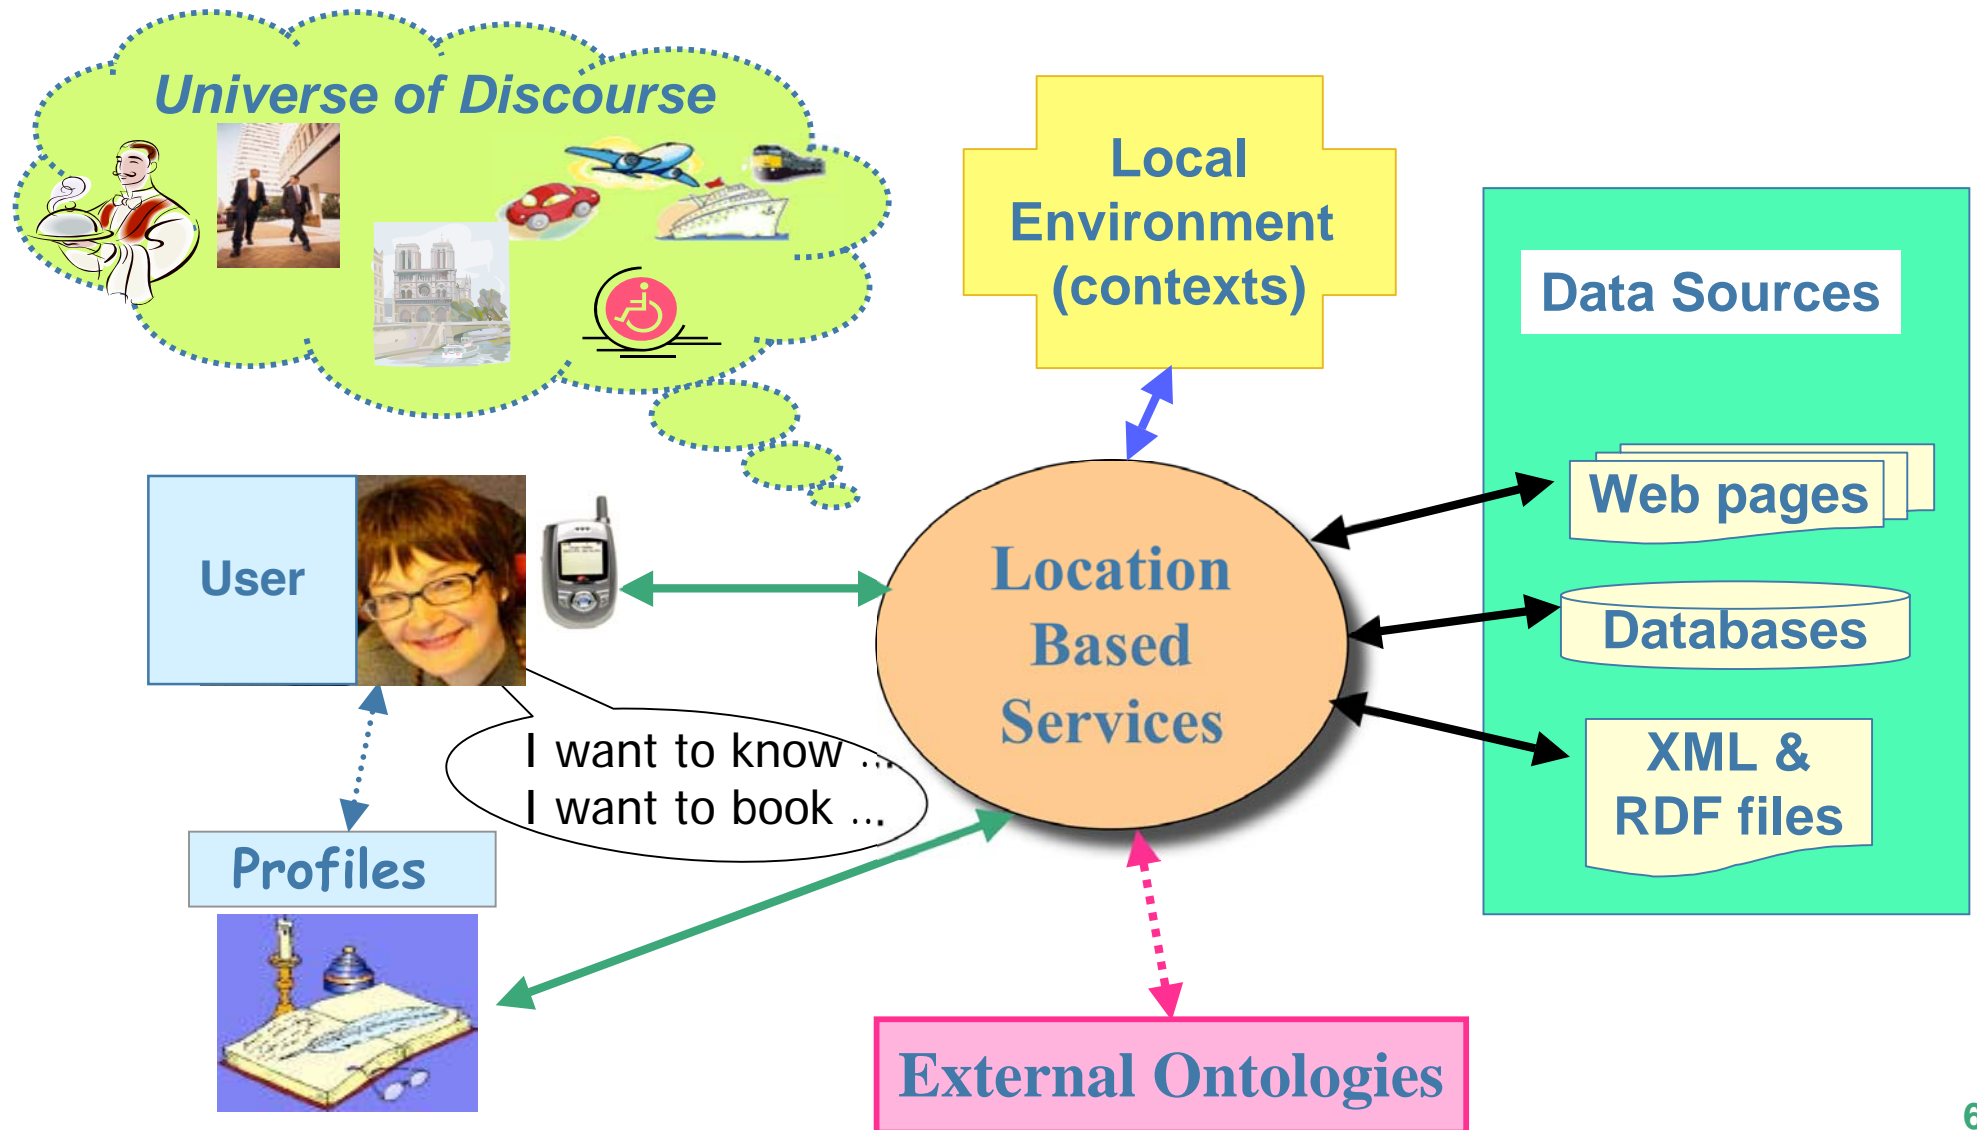 Universe of Discourse
Local
Environment
(contexts)
Data Sources
Web pages
Databases
XML &
RDF files
User
Location
Based
Services
I want to know ...
I want to book ...
Profiles
External Ontologies
6